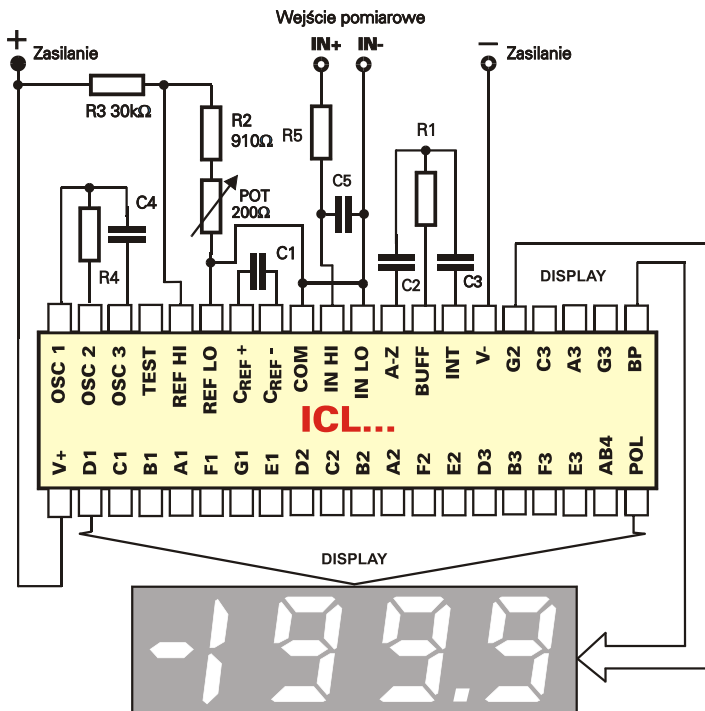 Wejście pomiarowe
+ Zasilanie
IN+ IN-
− Zasilanie
R3 30kΩ
R2
910Ω
R5
R1
POT
200Ω
C5
C4
R4
C1
C2
C3
DISPLAY
OSC 1 OSC 2 OSC 3 TEST REF HI REF LO CREF + CREF - COM IN HI IN LO A-Z BUFF INT V- G2 C3 A3 G3 BP
ICL...
V+ D1 C1 B1 A1 F1 G1 E1 D2 C2 B2 A2 F2 E2 D3 B3 F3 E3 AB4 POL
DISPLAY
-199.9